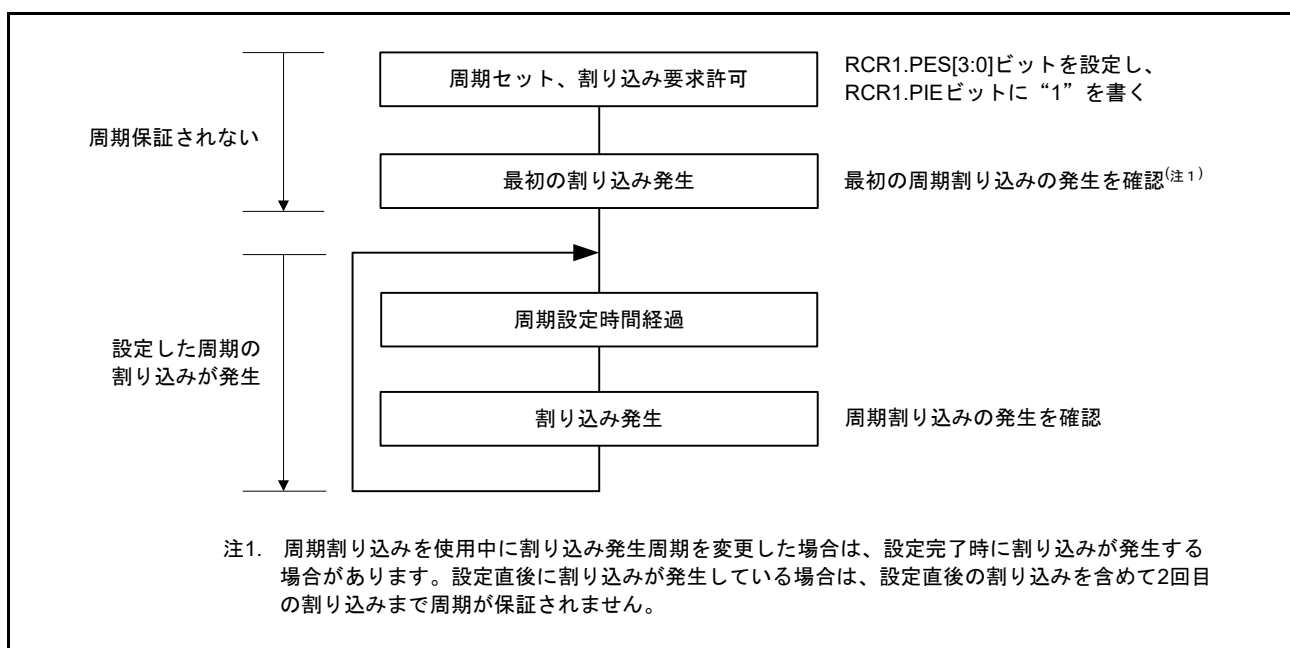 周期セット、割り込み要求許可
RCR1.PES[3:0]ビットを設定し、
RCR1.PIEビットに“1”を書く
周期保証されない
最初の割り込み発生
最初の周期割り込みの発生を確認(注1)
周期設定時間経過
設定した周期の
割り込みが発生
割り込み発生
周期割り込みの発生を確認
注1. 周期割り込みを使用中に割り込み発生周期を変更した場合は、設定完了時に割り込みが発生する
場合があります。設定直後に割り込みが発生している場合は、設定直後の割り込みを含めて2回目
の割り込みまで周期が保証されません。